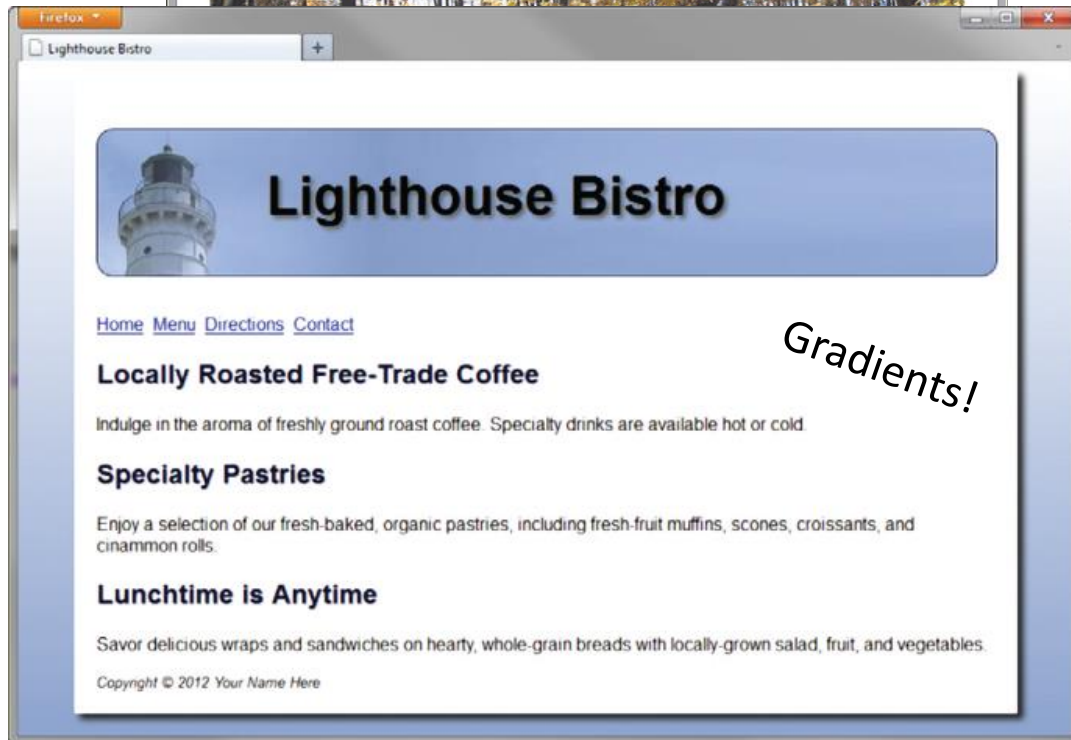 Firefox
Lighthouse Bistro
+
X
Lighthouse Bistro
Home Menu Directions Contact
Gradients!
Locally Roasted Free-Trade Coffee
Indulge in the aroma of freshly ground roast coffee. Specialty drinks are available hot or cold.
Specialty Pastries
Enjoy a selection of our fresh-baked, organic pastries, including fresh-fruit muffins, scones, croissants, and
cinammon rolls.
Lunchtime is Anytime
Savor delicious wraps and sandwiches on hearty, whole-grain breads with locally-grown salad, fruit, and vegetables.
Copyright © 2012 Your Name Here